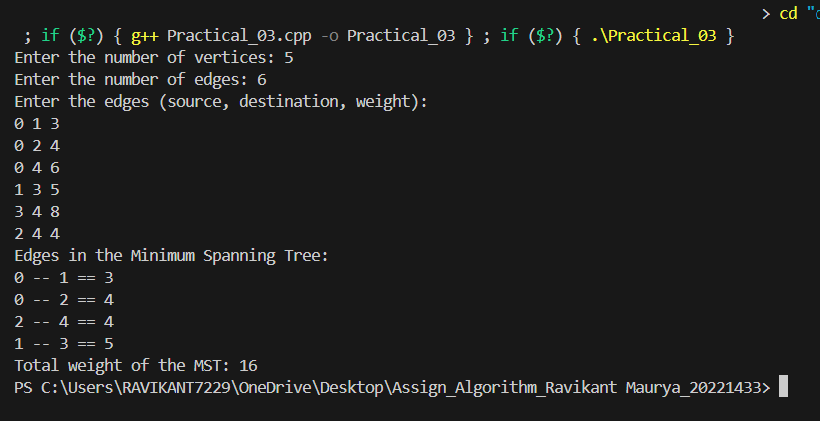 > cd "
; if ($?) { g++ Practical_03.cpp -o Practical_03 } ; if ($?) { .\Practical_03 }
Enter the number of vertices: 5
Enter the number of edges: 6
Enter the edges (source, destination, weight):
0 1 3
0 2 4
0 4 6
1 3 5
3 4 8
2 4 4
Edges in the Minimum Spanning Tree:
0 -- 1 == 3
0 -- 2 == 4
2 -- 4 == 4
1 -- 3 == 5
Total weight of the MST: 16
PS C:\Users\RAVIKANT7229\OneDrive\Desktop\Assign_Algorithm_Ravikant Maurya_20221433>